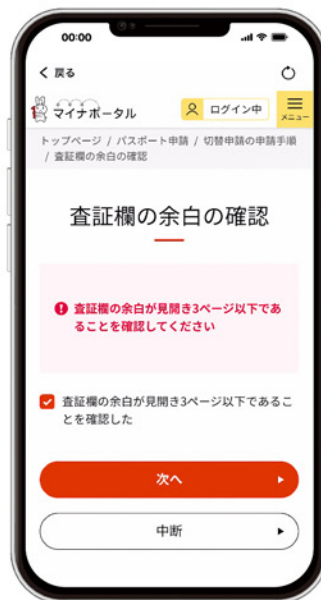 00:00
戻る
マイナポータル
ログイン中
メニュー
トップページ / パスポート申請 / 切替申請の申請手順
/ 査証欄の余白の確認
査証欄の余白の確認
査証欄の余白が見開き3ページ以下であ
ることを確認してください
査証欄の余白が見開き3ページ以下であるこ
とを確認した
次へ
中断